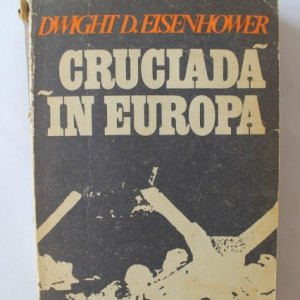 DWIGHT D. EISENHOWER
CRUCIADĂ
ÎN EUROPA